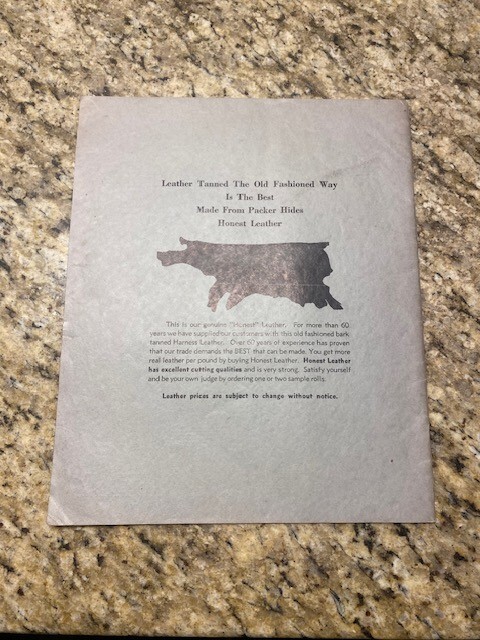 Leather Tanned The Old Fashioned Way
Is The Best
Made From Packer Hides
Honest Leather
This is our genuine "Honest" Leather. For more than 60
years we have supplied our customers with this old fashioned bark
tanned Harness Leather. Over 60 years of experience has proven
that our trade demands the BEST that can be made. You get more
real leather per pound by buying Honest Leather. Honest Leather
has excellent cutting qualities and is very strong. Satisfy yourself
and be your own judge by ordering one or two sample rolls.
Leather prices are subject to change without notice.